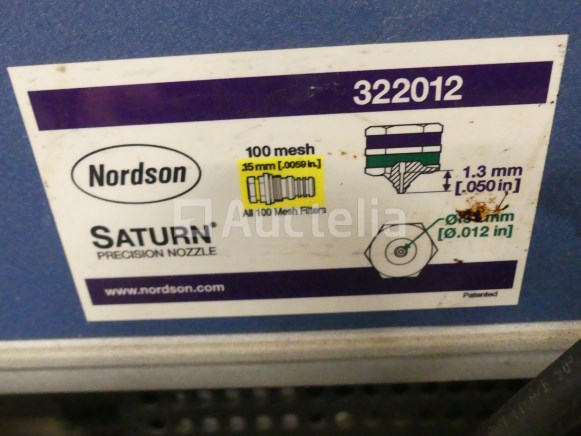 322012
Nordson
100 mesh
.15 mm [.0059 in.]
All 100 Mesh Filters
1.3 mm
[.050 in]
SATURN®
PRECISION NOZZLE
mm
[Ø.012 in]
www.nordson.com
Patented
Auctelia